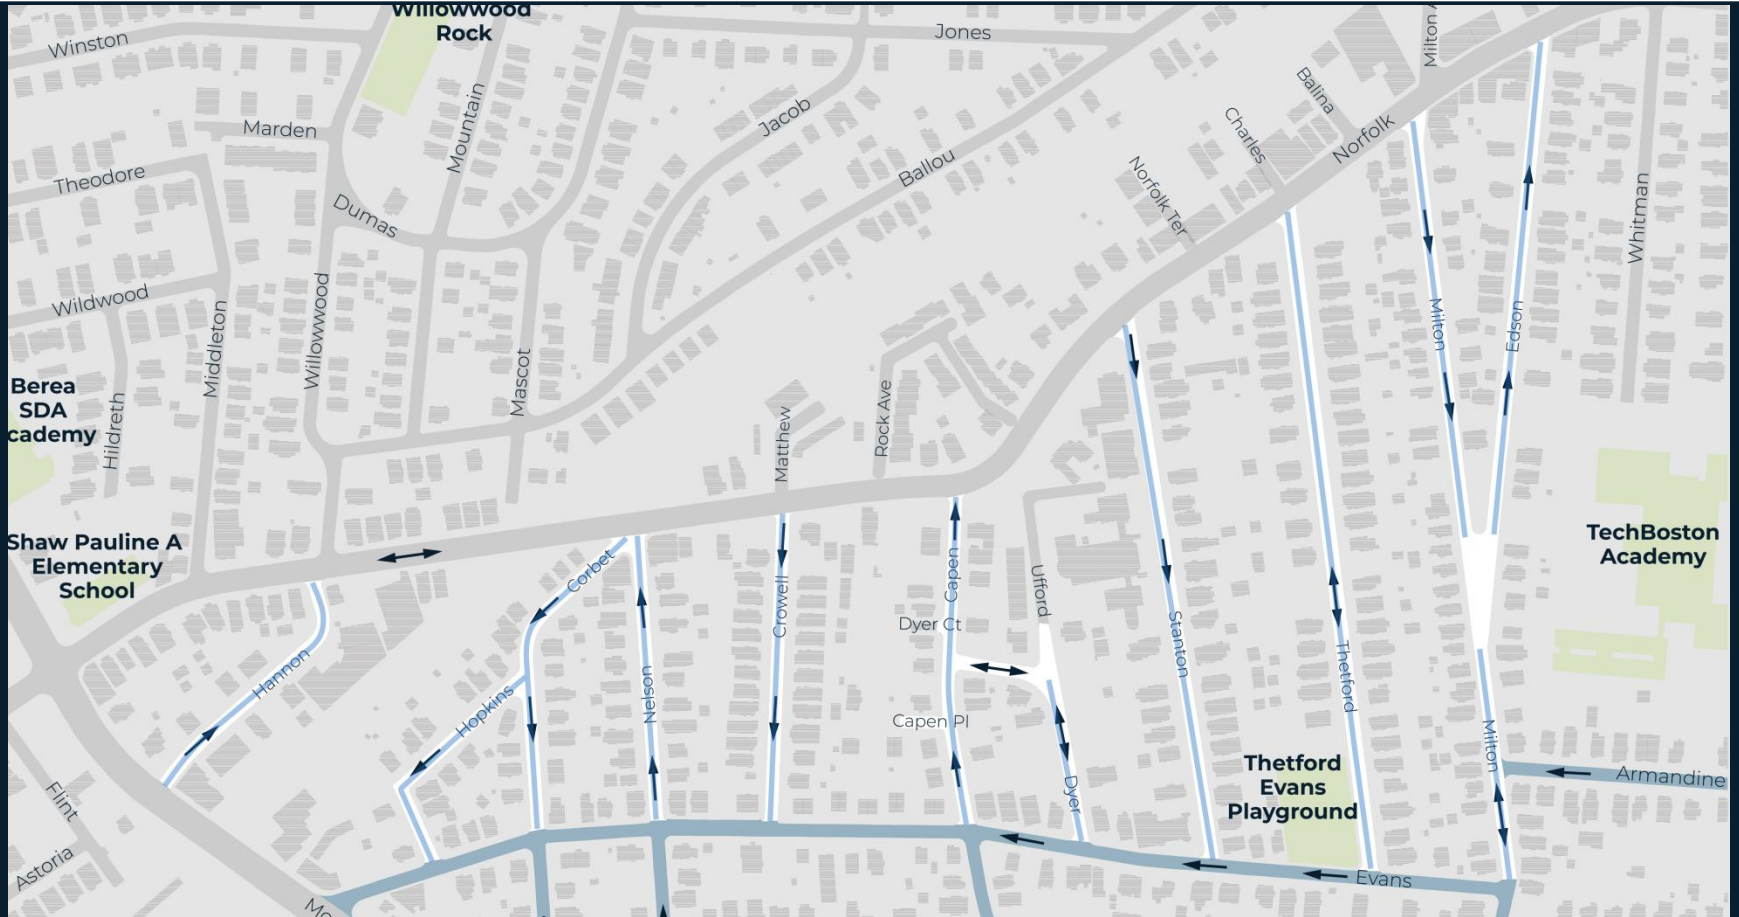 Willowwood
Rock
Winston
Jones
Milton
Marden
Mountain
Jacob
Balina
Charles
Norfolk
Theodore
Ballou
Norfolk Ter
Dumas
Whitman
Wildwood
Middleton
Willowwood
Mascot
Milton
Edson
Berea
SDA
cademy
Hildreth
Matthew
Rock Ave
Shaw Pauline A
Elementary
School
Corbet
Crowell
Capen
Ufford
Dyer Ct
TechBoston
Academy
Hannon
Hopkins
Nelson
Stanton
Thetford
Capen Pl
Milton
Dyer
Thetford
Evans
Playground
Armandine
Flint
Astoria
Evans
Mo